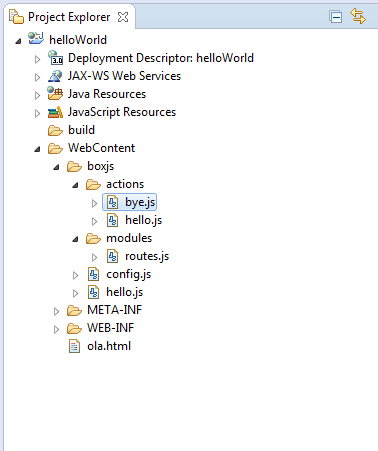 Project Explorer
helloWorld
3.0 Deployment Descriptor: helloWorld
JAX-WS Web Services
Java Resources
JavaScript Resources
build
WebContent
boxjs
actions
bye.js
hello.js
modules
routes.js
config.js
hello.js
META-INF
WEB-INF
ola.html